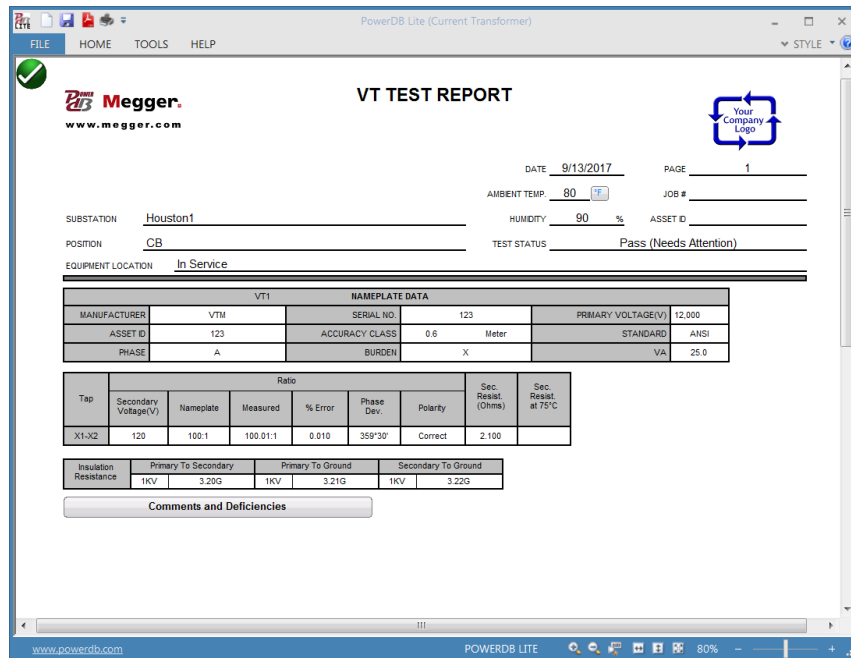 POWER DB LITE
PowerDB Lite (Current Transformer)
FILE HOME TOOLS HELP STYLE
POWER DB Megger.
www.megger.com
VT TEST REPORT
Your Company Logo
DATE 9/13/2017 PAGE 1
AMBIENT TEMP. 80 °F JOB #
SUBSTATION Houston1 HUMIDITY 90 % ASSET ID
POSITION CB TEST STATUS Pass (Needs Attention)
EQUIPMENT LOCATION In Service
VT1 NAMEPLATE DATA
MANUFACTURER VTM SERIAL NO. 123 PRIMARY VOLTAGE(V) 12,000
ASSET ID 123 ACCURACY CLASS 0.6 Meter STANDARD ANSI
PHASE A BURDEN X VA 25.0
Tap Ratio Sec. Resist. (Ohms) Sec. Resist. at 75°C
Secondary Voltage(V) Nameplate Measured % Error Phase Dev. Polarity
X1-X2 120 100:1 100.01:1 0.010 359°30' Correct 2.100
Insulation Resistance Primary To Secondary Primary To Ground Secondary To Ground
1KV 3.20G 1KV 3.21G 1KV 3.22G
Comments and Deficiencies
www.powerdb.com POWERDB LITE 80%